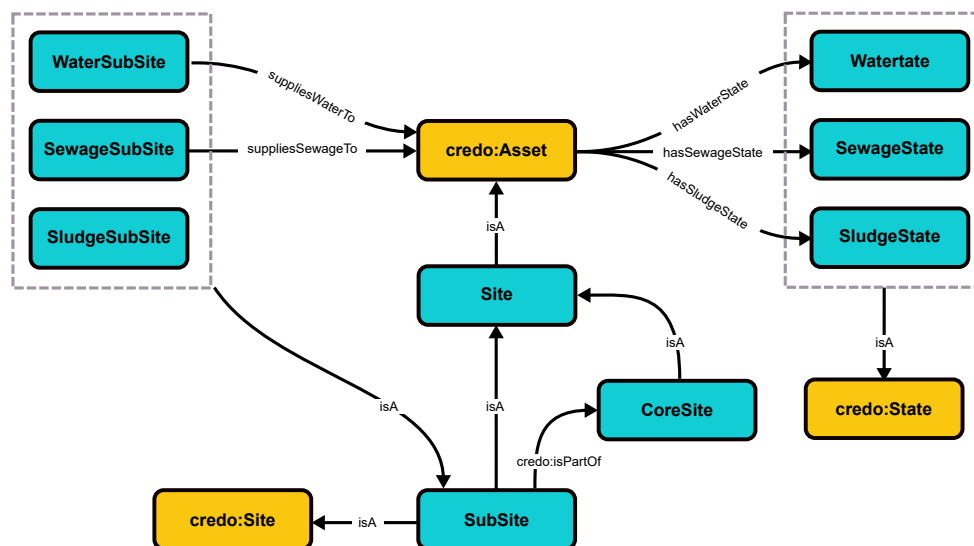 WaterSubSite
suppliesWaterTo
hasWaterState
Watertate
SewageSubSite
suppliesSewageTo
credo:Asset
hasSewageState
SewageState
SludgeSubSite
hasSludgeState
SludgeState
isA
Site
isA
isA
credo:State
CoreSite
isA
isA
credo:isPartOf
credo:Site
isA
SubSite